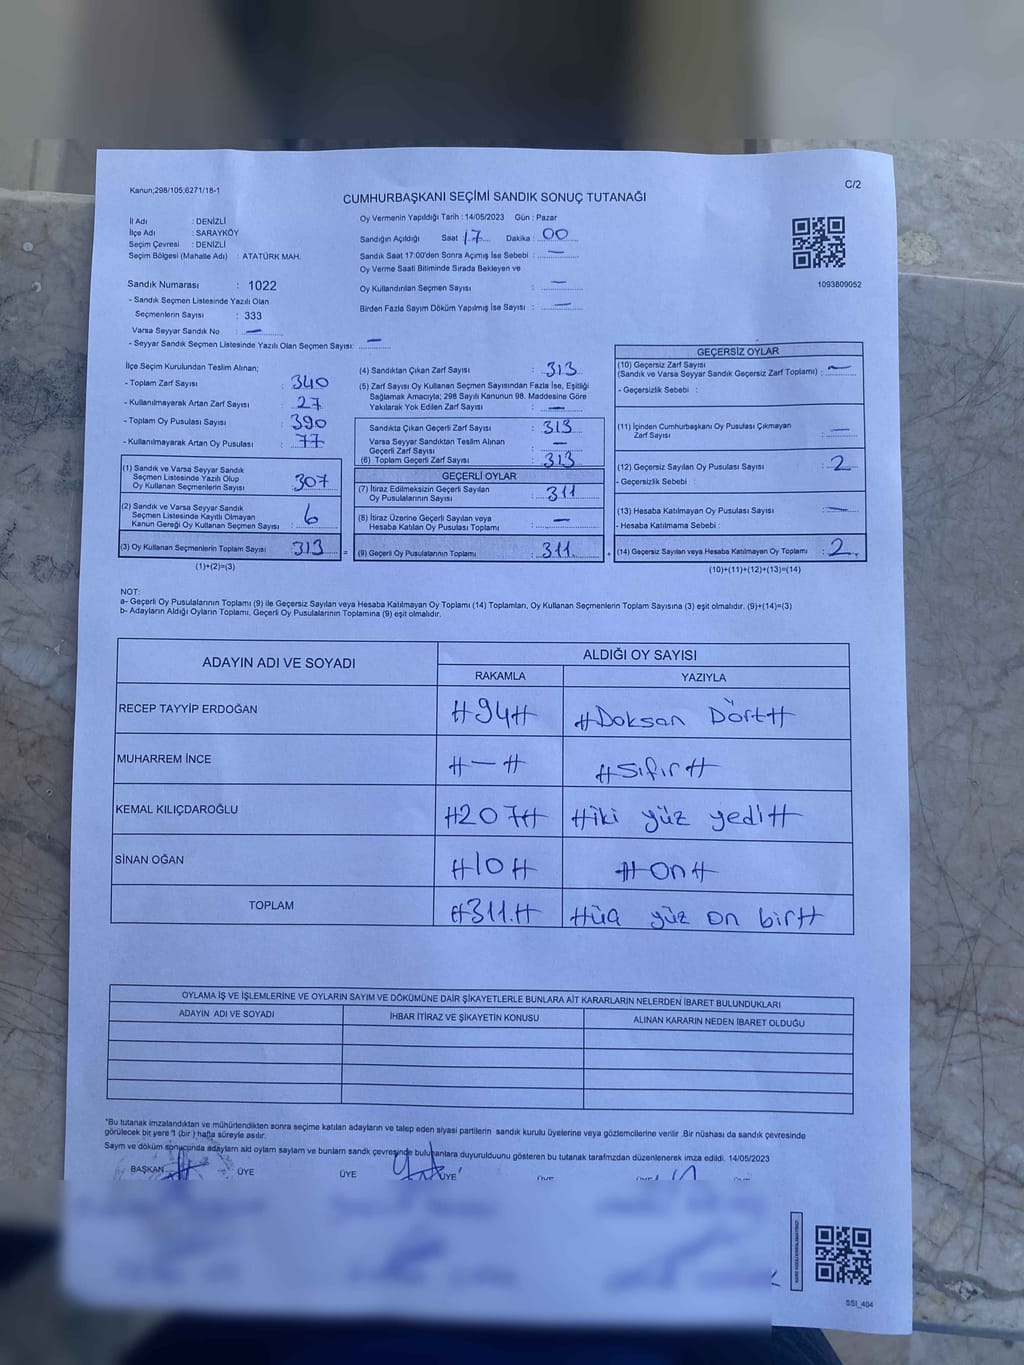 Kanun;298/105;6271/18-1
C/2
CUMHURBAŞKANI SEÇİMİ SANDIK SONUÇ TUTANAĞI
İl Adı : DENİZLİ
İlçe Adı : SARAYKÖY
Seçim Çevresi : DENİZLİ
Seçim Bölgesi (Mahalle Adı) : ATATÜRK MAH.
Oy Vermenin Yapıldığı Tarih : 14/05/2023 Gün : Pazar
Sandığın Açıldığı Saat 17 Dakika : 00
Sandık Saat 17:00'den Sonra Açımış İse Sebebi : —
Oy Verme Saati Bitiminde Sırada Bekleyen ve
Oy Kullandırılan Seçmen Sayısı : —
Birden Fazla Sayım Döküm Yapılmış İse Sayısı : —
1093809052
Sandık Numarası : 1022
- Sandık Seçmen Listesinde Yazılı Olan
Seçmenlerin Sayısı : 333
Varsa Seyyar Sandık No : —
- Seyyar Sandık Seçmen Listesinde Yazılı Olan Seçmen Sayısı: —
İlçe Seçim Kurulundan Teslim Alınan;
- Toplam Zarf Sayısı : 340
- Kullanılmayarak Artan Zarf Sayısı : 27
- Toplam Oy Pusulası Sayısı : 390
- Kullanılmayarak Artan Oy Pusulası : 77
(1) Sandık ve Varsa Seyyar Sandık
Seçmen Listesinde Yazılı Olup
Oy Kullanan Seçmenlerin Sayısı : 307
(2) Sandık ve Varsa Seyyar Sandık
Seçmen Listesinde Kayıtlı Olmayan
Kanun Gereği Oy Kullanan Seçmen Sayısı : 6
(3) Oy Kullanan Seçmenlerin Toplam Sayısı : 313 =
(1)+(2)=(3)
(4) Sandıktan Çıkan Zarf Sayısı : 313
(5) Zarf Sayısı Oy Kullanan Seçmen Sayısından Fazla İse, Eşitliği
Sağlamak Amacıyla; 298 Sayılı Kanunun 98. Maddesine Göre
Yakılarak Yok Edilen Zarf Sayısı : —
Sandıkta Çıkan Geçerli Zarf Sayısı : 313
Varsa Seyyar Sandıktan Teslim Alınan
Geçerli Zarf Sayısı : —
(6) Toplam Geçerli Zarf Sayısı : 313
GEÇERLİ OYLAR
(7) İtiraz Edilmeksizin Geçerli Sayılan
Oy Pusulalarının Sayısı : 311
(8) İtiraz Üzerine Geçerli Sayılan veya
Hesaba Katılan Oy Pusulası Toplamı : —
(9) Geçerli Oy Pusulalarının Toplamı : 311. +
GEÇERSİZ OYLAR
(10) Geçersiz Zarf Sayısı
(Sandık ve Varsa Seyyar Sandık Geçersiz Zarf Toplamı) : —
- Geçersizlik Sebebi :
(11) İçinden Cumhurbaşkanı Oy Pusulası Çıkmayan
Zarf Sayısı : —
(12) Geçersiz Sayılan Oy Pusulası Sayısı : 2
- Geçersizlik Sebebi :
(13) Hesaba Katılmayan Oy Pusulası Sayısı : —
- Hesaba Katılmama Sebebi :
(14) Geçersiz Sayılan veya Hesaba Katılmayan Oy Toplamı : 2
(10)+(11)+(12)+(13)=(14)
NOT:
a- Geçerli Oy Pusulalarının Toplamı (9) ile Geçersiz Sayılan veya Hesaba Katılmayan Oy Toplamı (14) Toplamları, Oy Kullanan Seçmenlerin Toplam Sayısına (3) eşit olmalıdır. (9)+(14)=(3)
b- Adayların Aldığı Oyların Toplamı, Geçerli Oy Pusulalarının Toplamına (9) eşit olmalıdır.
ADAYIN ADI VE SOYADI
ALDIĞI OY SAYISI
RAKAMLA YAZIYLA
RECEP TAYYİP ERDOĞAN #94# #Doksan Dört#
MUHARREM İNCE #—# #Sıfır#
KEMAL KILIÇDAROĞLU #207# #iki yüz yedi#
SİNAN OĞAN #10# #On#
TOPLAM #311.# #üç yüz on bir#
OYLAMA İŞ VE İŞLEMLERİNE VE OYLARIN SAYIM VE DÖKÜMÜNE DAİR ŞİKAYETLERLE BUNLARA AİT KARARLARIN NELERDEN İBARET BULUNDUKLARI
ADAYIN ADI VE SOYADI İHBAR İTİRAZ VE ŞİKAYETİN KONUSU ALINAN KARARIN NEDEN İBARET OLDUĞU
*Bu tutanak imzalandıktan ve mühürlendikten sonra seçime katılan adayların ve talep eden siyasi partilerin sandık kurulu üyelerine veya gözlemcilerine verilir .Bir nüshası da sandık çevresinde
görülecek bir yere 1 (bir ) hafta süreyle asılır.
Sayım ve döküm sonucunda adayların ald oyların sayların ve bunların sandk çevresinde bulunanlara duyurulduunu gösteren bu tutanak tarafmzdan düzenlenerek imza edildi. 14/05/2023
BAŞKAN ÜYE ÜYE ÜYE
SSI_404